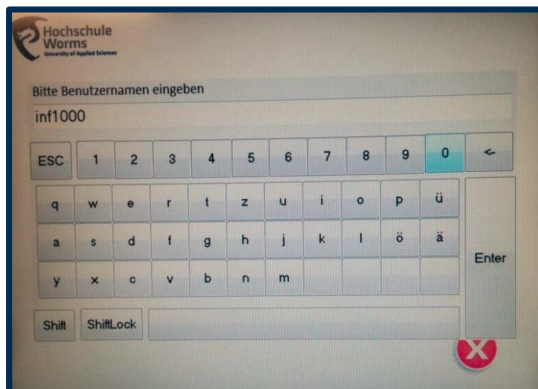 Hochschule
Worms
University of Applied Sciences
Bitte Benutzernamen eingeben
inf1000
ESC 1 2 3 4 5 6 7 8 9 0 <-
q w e r t z u i o p ü
a s d f g h j k l ö ä
Enter
y x c v b n m
Shift ShiftLock
X